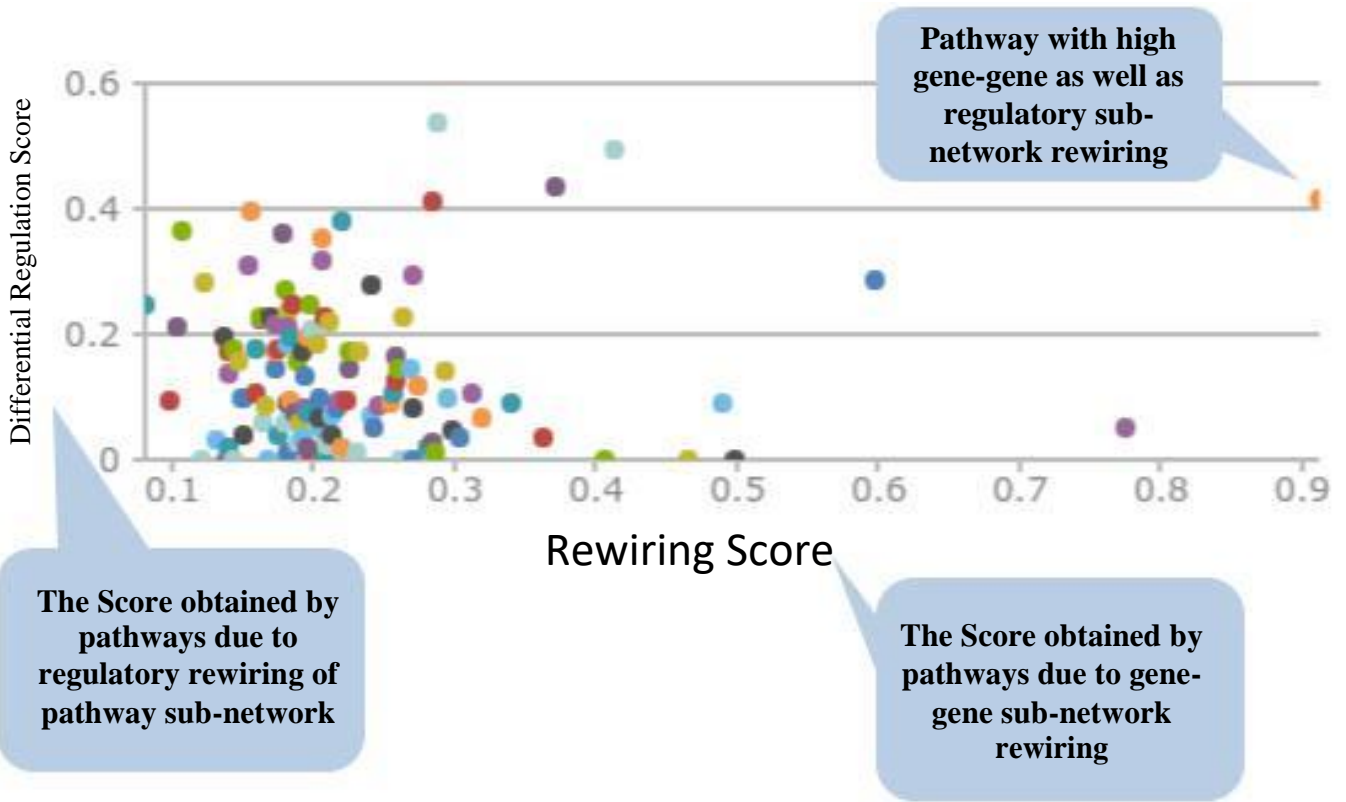 Pathway with high
gene-gene as well as
regulatory sub-
network rewiring
Differential Regulation Score
0.6
0.4
0.2
0
0.1
0.2
0.3
0.4
0.5
0.6
0.7
0.8
0.9
Rewiring Score
The Score obtained by
pathways due to
regulatory rewiring of
pathway sub-network
The Score obtained by
pathways due to gene-
gene sub-network
rewiring